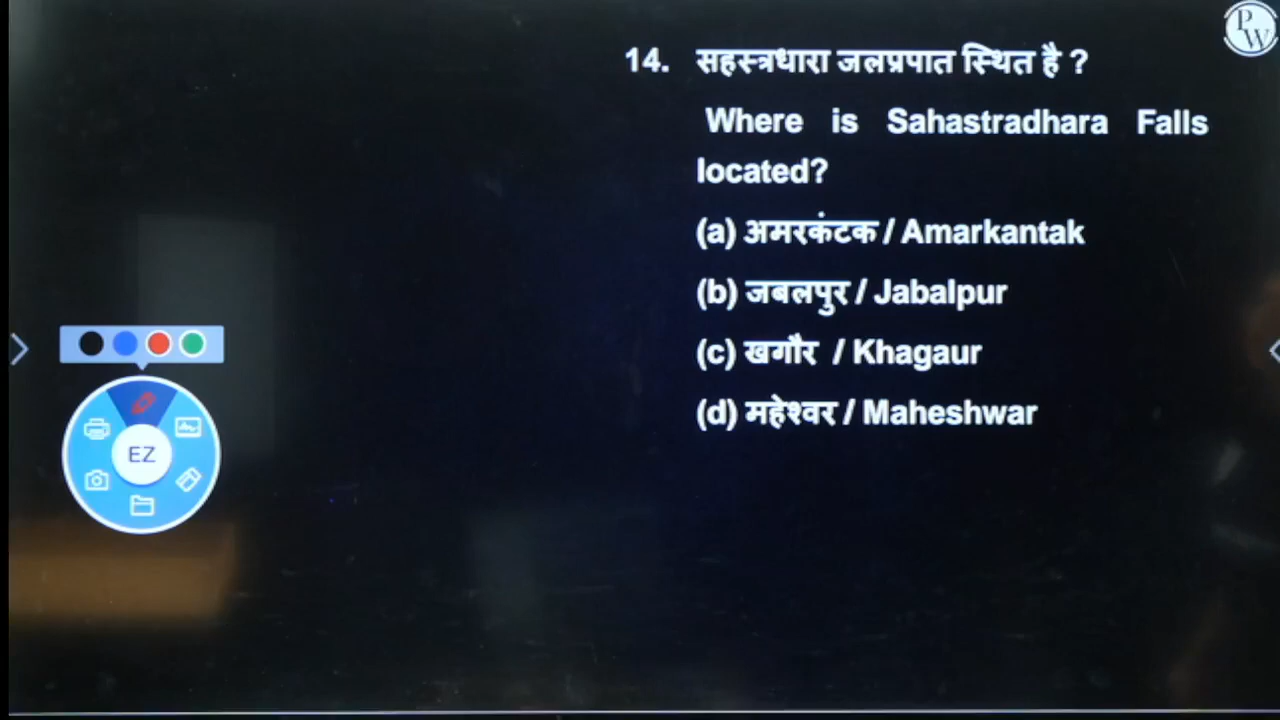 PW
14. सहस्त्रधारा जलप्रपात स्थित है ?
Where is Sahastradhara Falls
located?
(a) अमरकंटक / Amarkantak
(b) जबलपुर / Jabalpur
(c) खगौर / Khagaur
(d) महेश्वर / Maheshwar
EZ